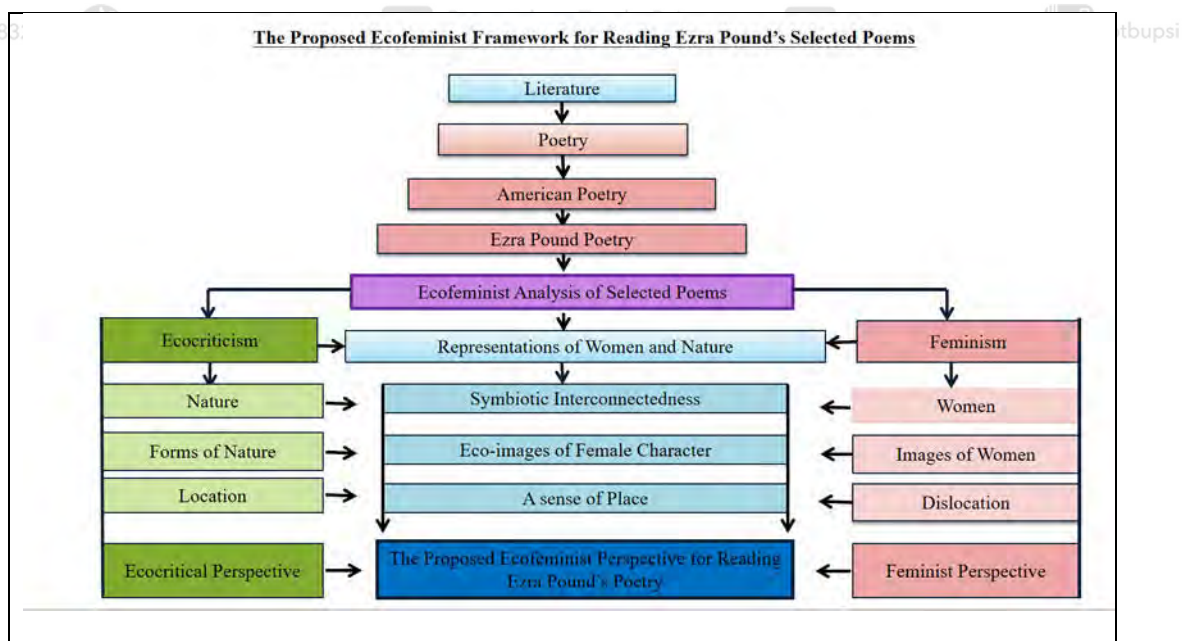 The Proposed Ecofeminist Framework for Reading Ezra Pound's Selected Poems
Literature
Poetry
American Poetry
Ezra Pound Poetry
Ecofeminist Analysis of Selected Poems
Ecocriticism
Representations of Women and Nature
Feminism
Nature
Symbiotic Interconnectedness
Women
Forms of Nature
Eco-images of Female Character
Images of Women
Location
A sense of Place
Dislocation
Ecocritical Perspective
The Proposed Ecofeminist Perspective for Reading
Ezra Pound's Poetry
Feminist Perspective